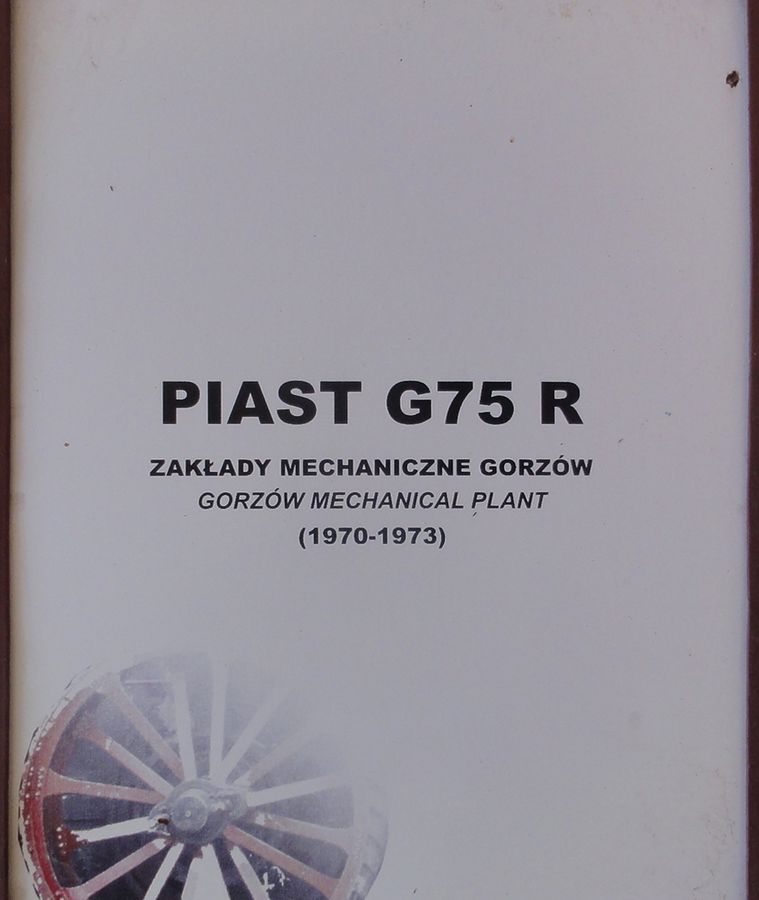 PIAST G75 R
ZAKŁADY MECHANICZNE GORZÓW
GORZÓW MECHANICAL PLANT
(1970-1973)